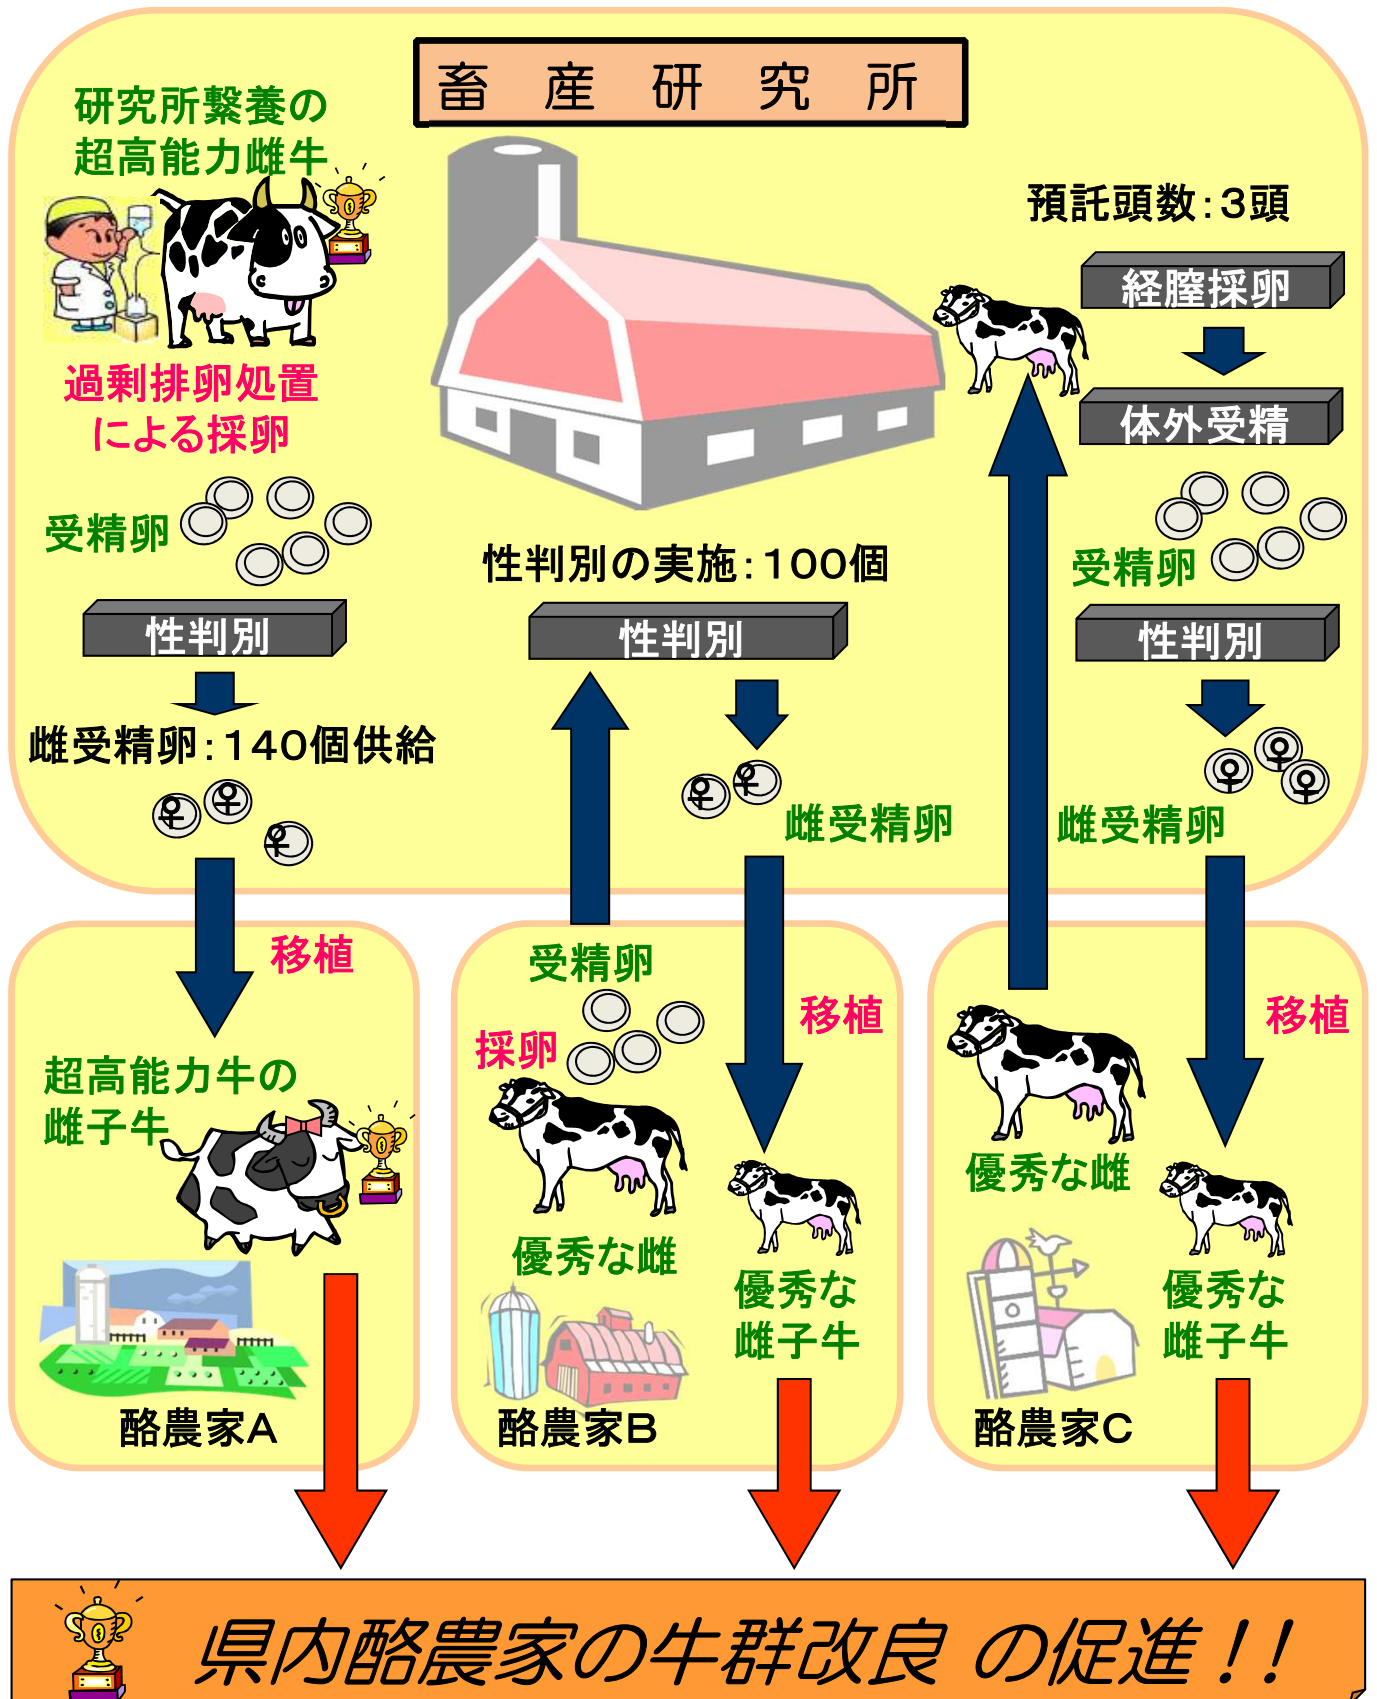 畜産研究所
研究所繋養の
超高能力雌牛
過剰排卵処置
による採卵
受精卵
性判別
雌受精卵：140個供給
性判別の実施：100個
性判別
雌受精卵
預託頭数：3頭
経膣採卵
体外受精
受精卵
性判別
雌受精卵
移植
超高能力牛の
雌子牛
酪農家A
受精卵
採卵
移植
優秀な雌
優秀な
雌子牛
酪農家B
移植
優秀な雌
優秀な
雌子牛
酪農家C
県内酪農家の牛群改良 の促進！！